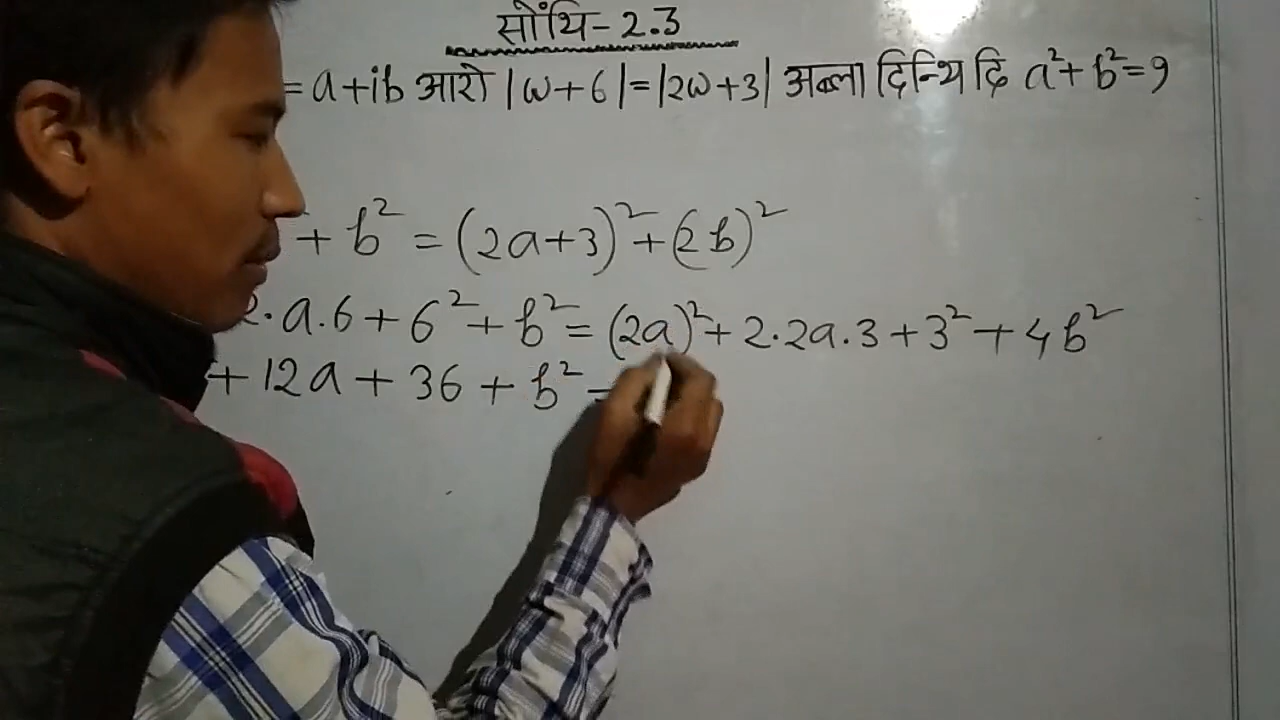 सोंथि- 2.3
= a+ib आरो |ω+6|=|2ω+3| अब्ला दिन्थि दि a²+b²=9
+ b² = (2a+3)²+(2b)²
2.a.6+6²+b²=(2a)²+2.2a.3+3²+4b²
+12a+36+b²